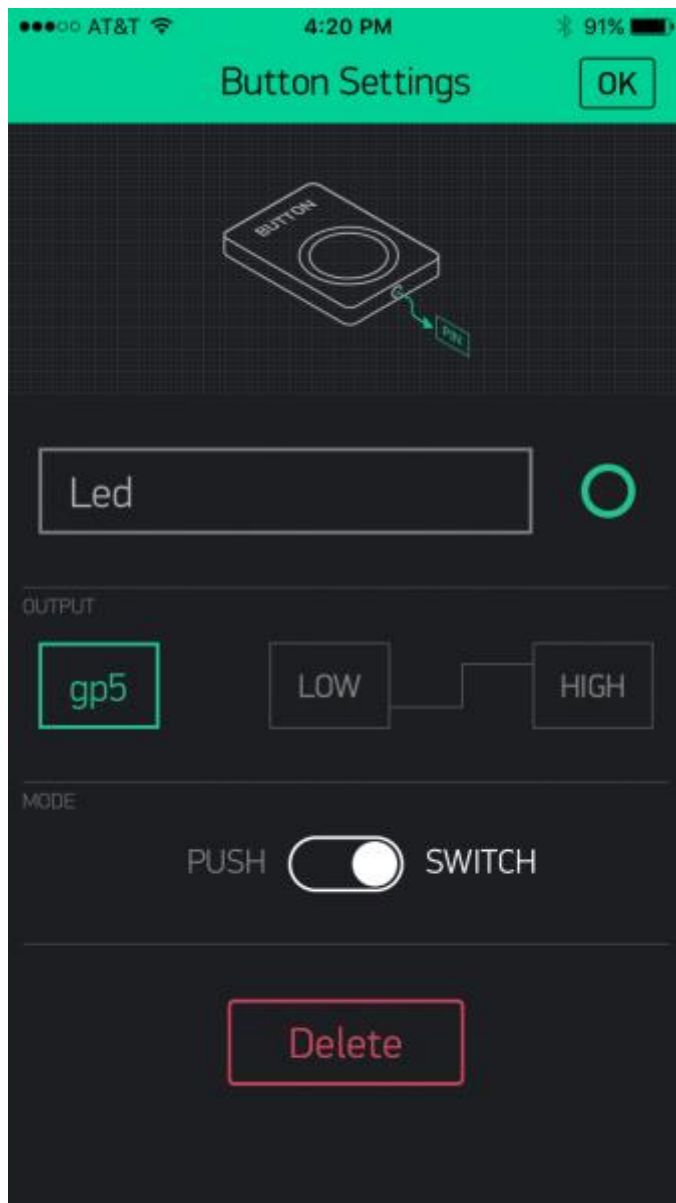 AT&T 4:20 PM 91%
Button Settings OK
BUTTON
PIN
Led
OUTPUT
gp5 LOW HIGH
MODE
PUSH SWITCH
Delete